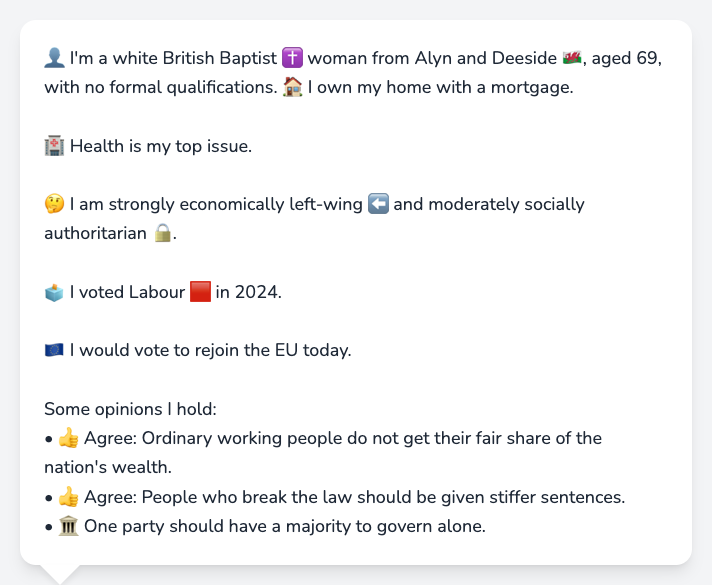 👤 I'm a white British Baptist ✝️ woman from Alyn and Deeside 🏴󠁧󠁢󠁷󠁬󠁳󠁿, aged 69,
with no formal qualifications. 🏠 I own my home with a mortgage.
🏥 Health is my top issue.
🤔 I am strongly economically left-wing ⬅️ and moderately socially
authoritarian 🔒.
🗳️ I voted Labour 🟥 in 2024.
🇪🇺 I would vote to rejoin the EU today.
Some opinions I hold:
• 👍 Agree: Ordinary working people do not get their fair share of the
nation's wealth.
• 👍 Agree: People who break the law should be given stiffer sentences.
• 🏛️ One party should have a majority to govern alone.